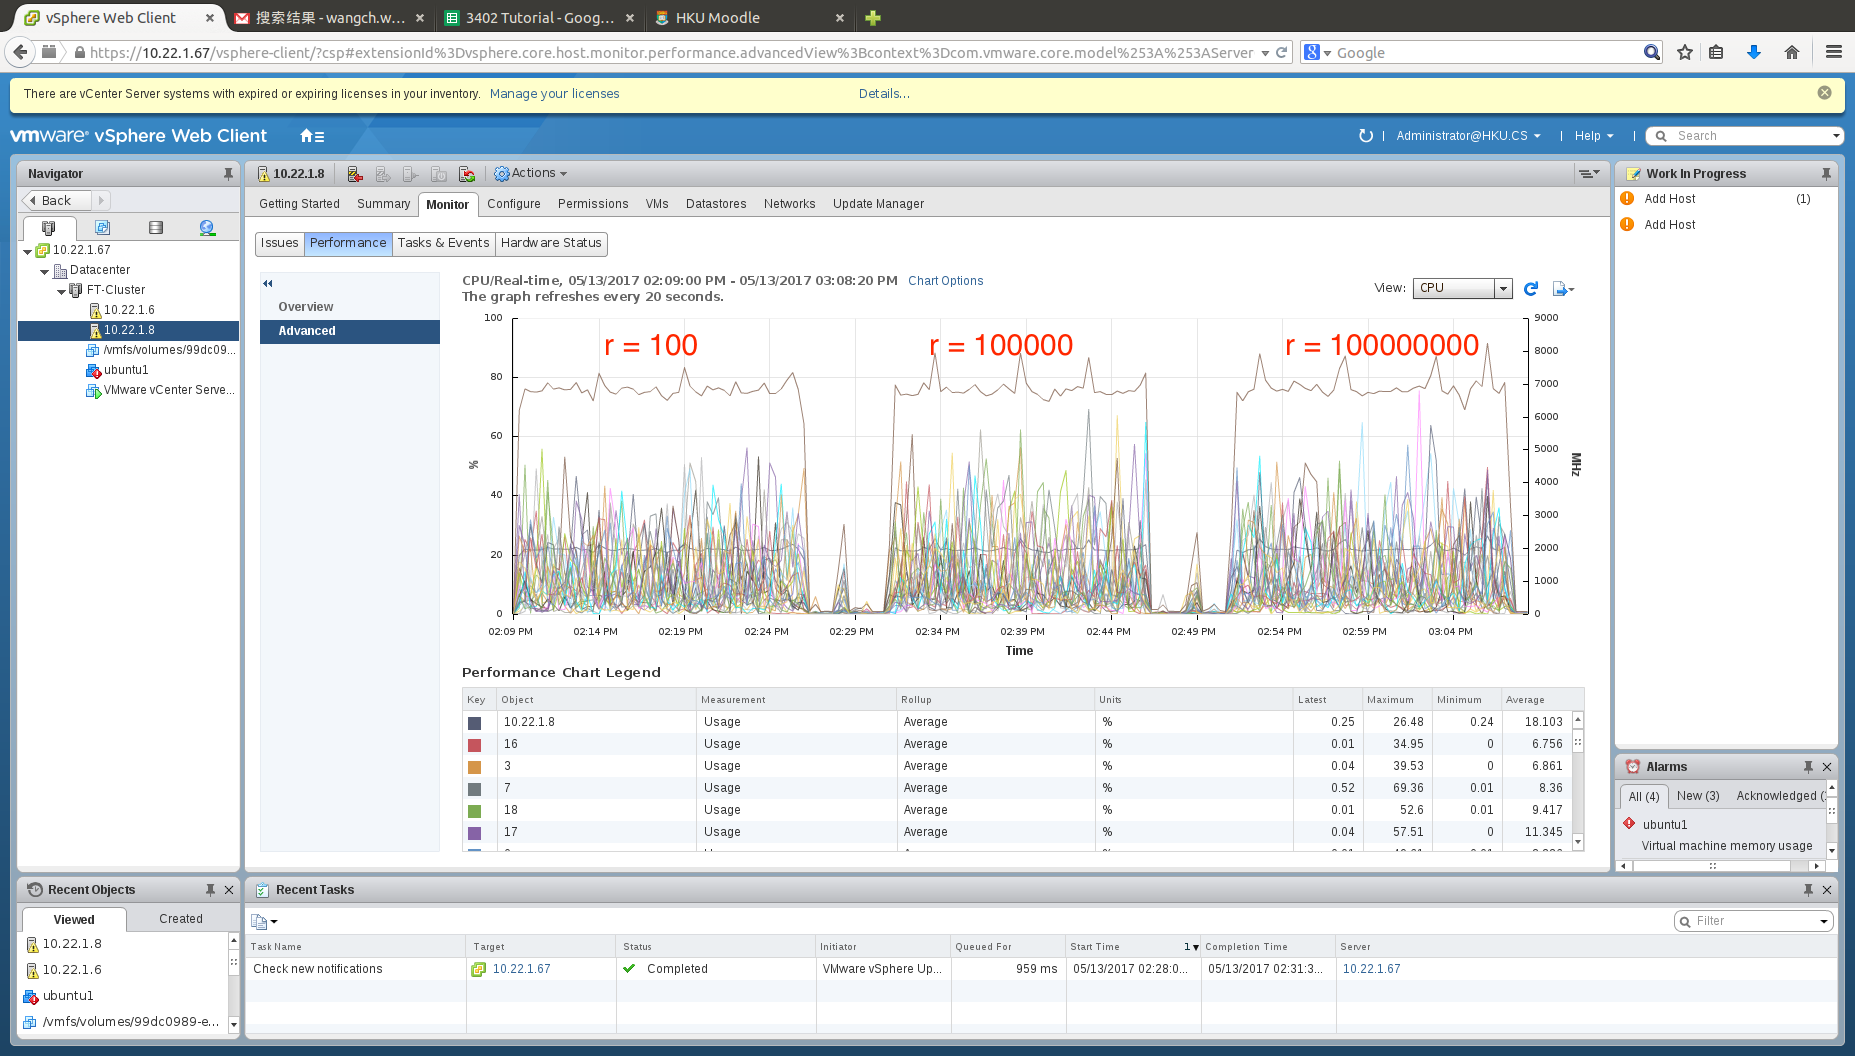 vSphere Web Client
搜索结果 - wangch.w...
3402 Tutorial - Goog...
HKU Moodle
https://10.22.1.67/vsphere-client/?csp#extensionId%3Dvsphere.core.host.monitor.performance.advancedView%3Bcontext%3Dcom.vmware.core.model%253A%253AServer
Google
There are vCenter Server systems with expired or expiring licenses in your inventory. Manage your licenses Details...
vmware® vSphere Web Client
Administrator@HKU.CS
Help
Search
Navigator
Back
10.22.1.67
Datacenter
FT-Cluster
10.22.1.6
10.22.1.8
/vmfs/volumes/99dc09...
ubuntu1
VMware vCenter Serve...
10.22.1.8
Actions
Getting Started Summary Monitor Configure Permissions VMs Datastores Networks Update Manager
Issues Performance Tasks & Events Hardware Status
Overview
Advanced
CPU/Real-time, 05/13/2017 02:09:00 PM - 05/13/2017 03:08:20 PM Chart Options
The graph refreshes every 20 seconds.
View: CPU
r = 100 r = 100000 r = 100000000
100
80
60
40
20
0
%
9000
8000
7000
6000
5000
4000
3000
2000
1000
0
MHz
02:09 PM 02:14 PM 02:19 PM 02:24 PM 02:29 PM 02:34 PM 02:39 PM 02:44 PM 02:49 PM 02:54 PM 02:59 PM 03:04 PM
Time
Performance Chart Legend
Key Object Measurement Rollup Units Latest Maximum Minimum Average
10.22.1.8 Usage Average % 0.25 26.48 0.24 18.103
16 Usage Average % 0.01 34.95 0 6.756
3 Usage Average % 0.04 39.53 0 6.861
7 Usage Average % 0.52 69.36 0.01 8.36
18 Usage Average % 0.01 52.6 0.01 9.417
17 Usage Average % 0.04 57.51 0 11.345
Work In Progress
Add Host (1)
Add Host
Alarms
All (4) New (3) Acknowledged (
ubuntu1
Virtual machine memory usage
Recent Objects
Viewed Created
10.22.1.8
10.22.1.6
ubuntu1
/vmfs/volumes/99dc0989-e...
Recent Tasks
Filter
Task Name Target Status Initiator Queued For Start Time 1 Completion Time Server
Check new notifications 10.22.1.67 Completed VMware vSphere Up... 959 ms 05/13/2017 02:28:0... 05/13/2017 02:31:3... 10.22.1.67